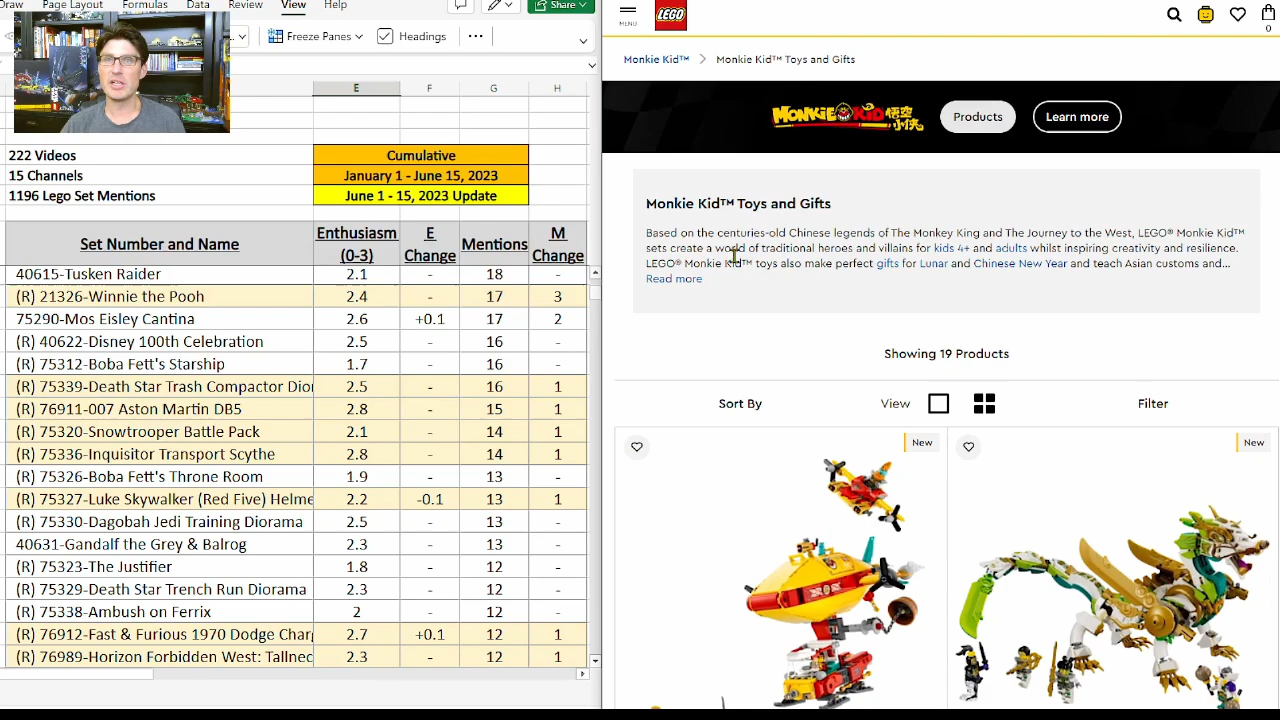 Draw Page Layout Formulas Data Review View Help
Share
Freeze Panes Headings
E F G H
222 Videos Cumulative
15 Channels January 1 - June 15, 2023
1196 Lego Set Mentions June 1 - 15, 2023 Update
Set Number and Name Enthusiasm (0-3) E Change Mentions M Change
40615-Tusken Raider 2.1 - 18 -
(R) 21326-Winnie the Pooh 2.4 - 17 3
75290-Mos Eisley Cantina 2.6 +0.1 17 2
(R) 40622-Disney 100th Celebration 2.5 - 16 -
(R) 75312-Boba Fett's Starship 1.7 - 16 -
(R) 75339-Death Star Trash Compactor Dior 2.5 - 16 1
(R) 76911-007 Aston Martin DB5 2.8 - 15 1
(R) 75320-Snowtrooper Battle Pack 2.1 - 14 1
(R) 75336-Inquisitor Transport Scythe 2.8 - 14 1
(R) 75326-Boba Fett's Throne Room 1.9 - 13 -
(R) 75327-Luke Skywalker (Red Five) Helme 2.2 -0.1 13 1
(R) 75330-Dagobah Jedi Training Diorama 2.5 - 13 -
40631-Gandalf the Grey & Balrog 2.3 - 13 -
(R) 75323-The Justifier 1.8 - 12 -
(R) 75329-Death Star Trench Run Diorama 2.3 - 12 -
(R) 75338-Ambush on Ferrix 2 - 12 -
(R) 76912-Fast & Furious 1970 Dodge Charg 2.7 +0.1 12 1
(R) 76989-Horizon Forbidden West: Tallnec 2.3 - 12 1
MENU LEGO 0
Monkie Kid™ > Monkie Kid™ Toys and Gifts
MONKIE KID 悟空小侠 Products Learn more
Monkie Kid™ Toys and Gifts
Based on the centuries-old Chinese legends of The Monkey King and The Journey to the West, LEGO® Monkie Kid™
sets create a world of traditional heroes and villains for kids 4+ and adults whilst inspiring creativity and resilience.
LEGO® Monkie Kid™ toys also make perfect gifts for Lunar and Chinese New Year and teach Asian customs and...
Read more
Showing 19 Products
Sort By View Filter
New New